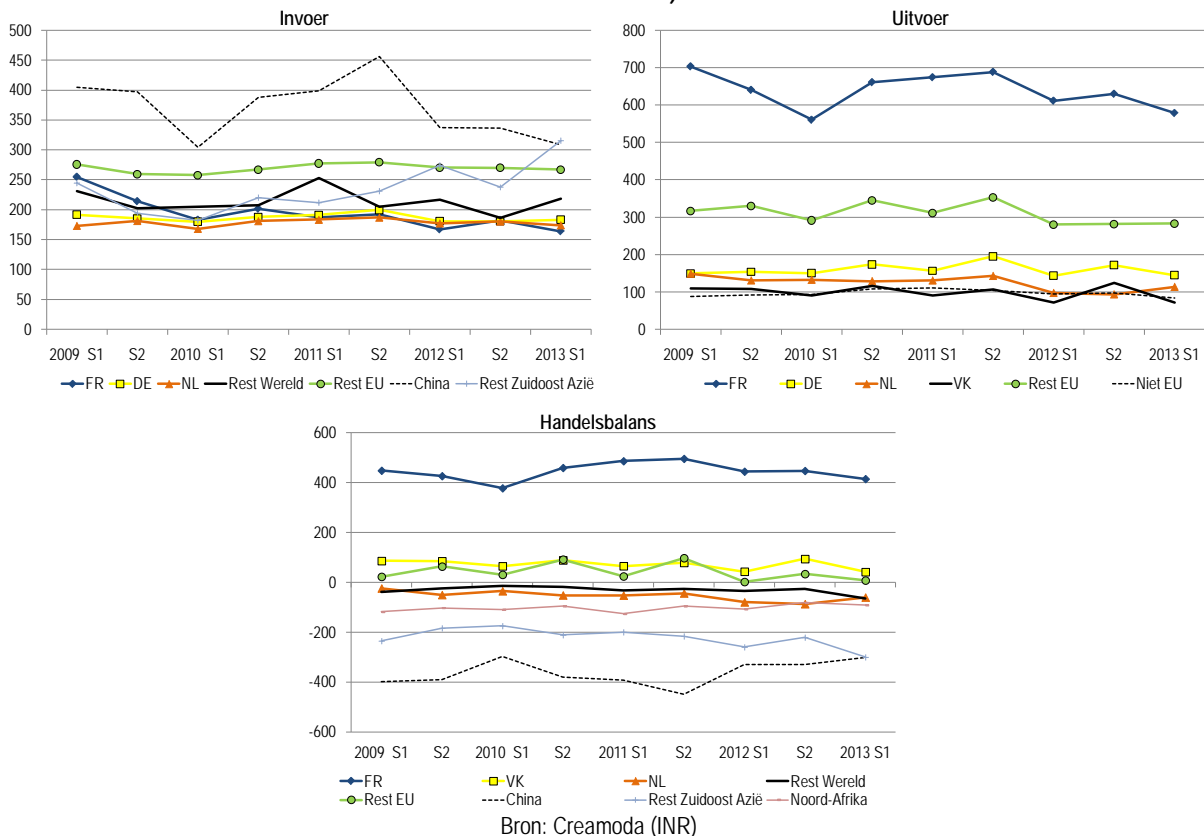 Invoer
500
450
400
350
300
250
200
150
100
50
0
2009 S1 S2 2010 S1 S2 2011 S1 S2 2012 S1 S2 2013 S1
FR DE NL Rest Wereld Rest EU China Rest Zuidoost Azië
Uitvoer
800
700
600
500
400
300
200
100
0
2009 S1 S2 2010 S1 S2 2011 S1 S2 2012 S1 S2 2013 S1
FR DE NL VK Rest EU Niet EU
Handelsbalans
600
400
200
0
-200
-400
-600
2009 S1 S2 2010 S1 S2 2011 S1 S2 2012 S1 S2 2013 S1
FR VK NL Rest Wereld
Rest EU China Rest Zuidoost Azië Noord-Afrika
Bron: Creamoda (INR)